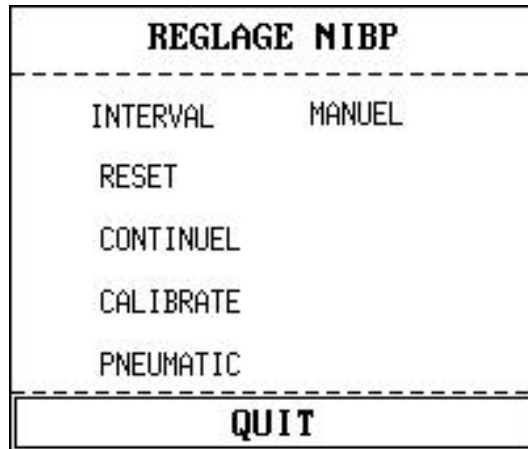 REGLAGE NIBP
INTERVAL MANUEL
RESET
CONTINUEL
CALIBRATE
PNEUMATIC
QUIT